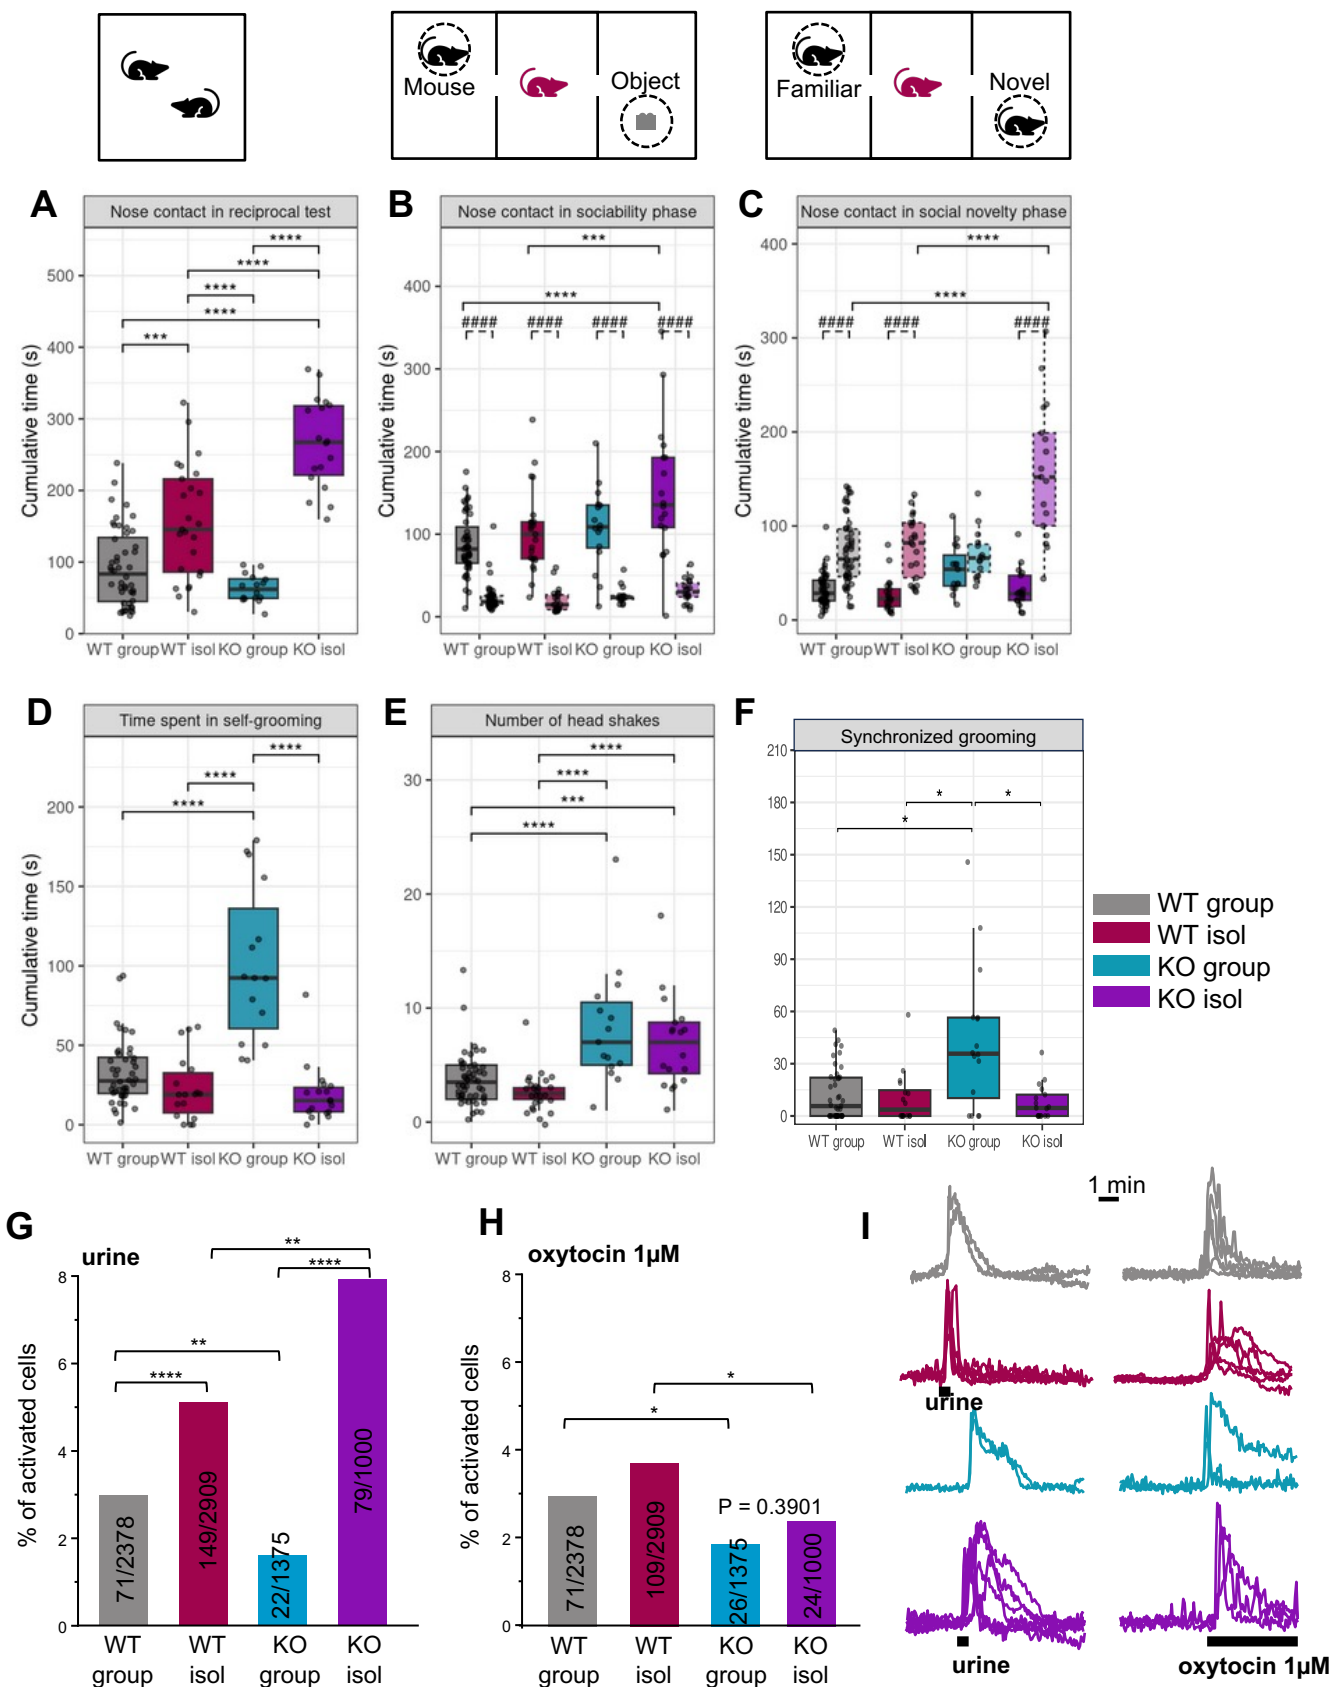 Mouse
Object
Familiar
Novel
A
Nose contact in reciprocal test
B
Nose contact in sociability phase
C
Nose contact in social novelty phase
Cumulative time (s)
500
400
300
200
100
0
****
****
****
****
***
WT group WT isol KO group KO isol
Cumulative time (s)
400
300
200
100
0
***
****
#### #### #### ####
WT group WT isol KO group KO isol
Cumulative time (s)
400
300
200
100
0
****
****
#### #### ####
WT group WT isol KO group KO isol
D
Time spent in self-grooming
E
Number of head shakes
F
Synchronized grooming
Cumulative time (s)
200
150
100
50
0
****
****
****
WT group WT isol KO group KO isol
30
20
10
0
****
****
***
****
WT group WT isol KO group KO isol
210
180
150
120
90
60
30
0
* *
*
WT group WT isol KO group KO isol
WT group
WT isol
KO group
KO isol
G
urine
% of activated cells
8
6
4
2
0
**
****
**
****
71/2378
149/2909
22/1375
79/1000
WT group
WT isol
KO group
KO isol
H
oxytocin 1µM
% of activated cells
8
6
4
2
0
*
*
P = 0.3901
71/2378
109/2909
26/1375
24/1000
WT group
WT isol
KO group
KO isol
I
1 min
urine
urine
oxytocin 1µM